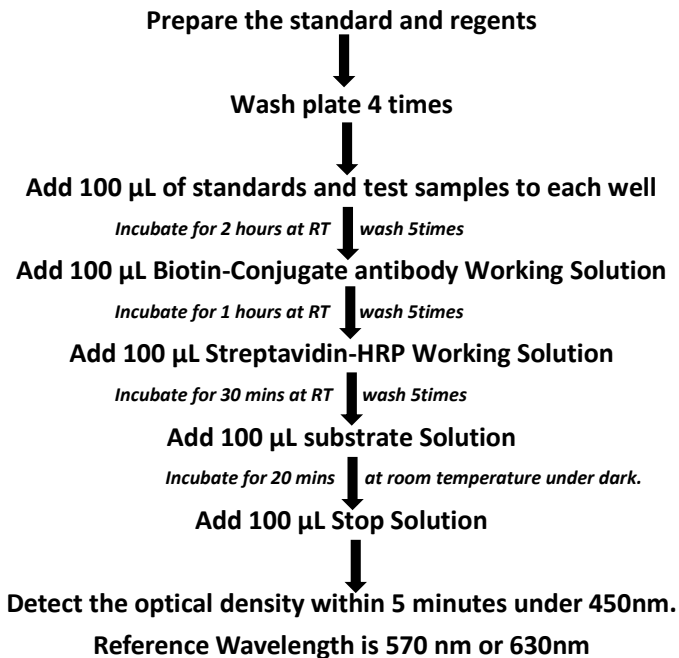 Prepare the standard and regents
Wash plate 4 times
Add 100 µL of standards and test samples to each well
Incubate for 2 hours at RT wash 5times
Add 100 µL Biotin-Conjugate antibody Working Solution
Incubate for 1 hours at RT wash 5times
Add 100 µL Streptavidin-HRP Working Solution
Incubate for 30 mins at RT wash 5times
Add 100 µL substrate Solution
Incubate for 20 mins at room temperature under dark.
Add 100 µL Stop Solution
Detect the optical density within 5 minutes under 450nm.
Reference Wavelength is 570 nm or 630nm